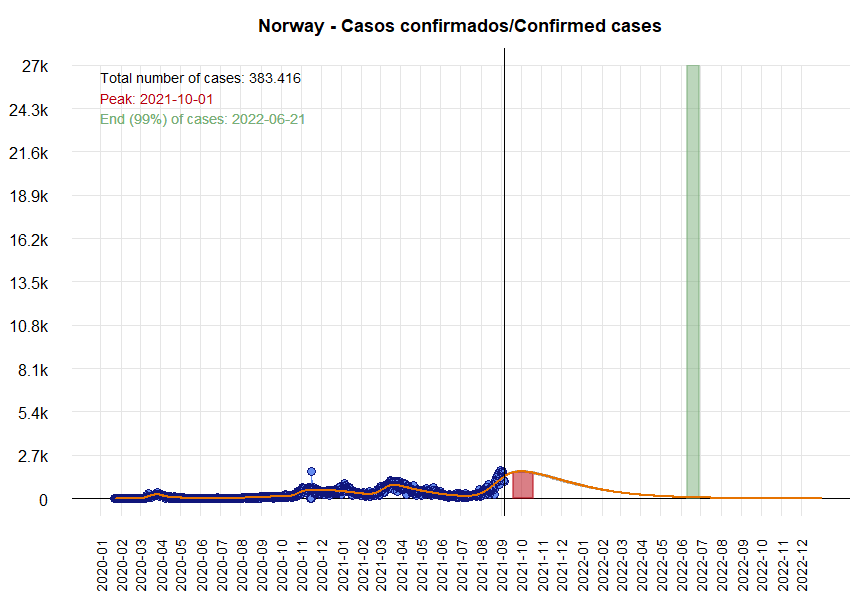 Norway - Casos confirmados/Confirmed cases
27k
Total number of cases: 383.416
Peak: 2021-10-01
24.3k
End (99%) of cases: 2022-06-21
21.6k
18.9k
16.2k
13.5k
10.8k
8.1k
5.4k
2.7k
0
2020-01
2020-02
2020-03
2020-04
2020-05
2020-06
2020-07
2020-08
2020-09
2020-10
2020-11
2020-12
2021-01
2021-02
2021-03
2021-04
2021-05
2021-06
2021-07
2021-08
2021-09
2021-10
2021-11
2021-12
2022-01
2022-02
2022-03
2022-04
2022-05
2022-06
2022-07
2022-08
2022-09
2022-10
2022-11
2022-12